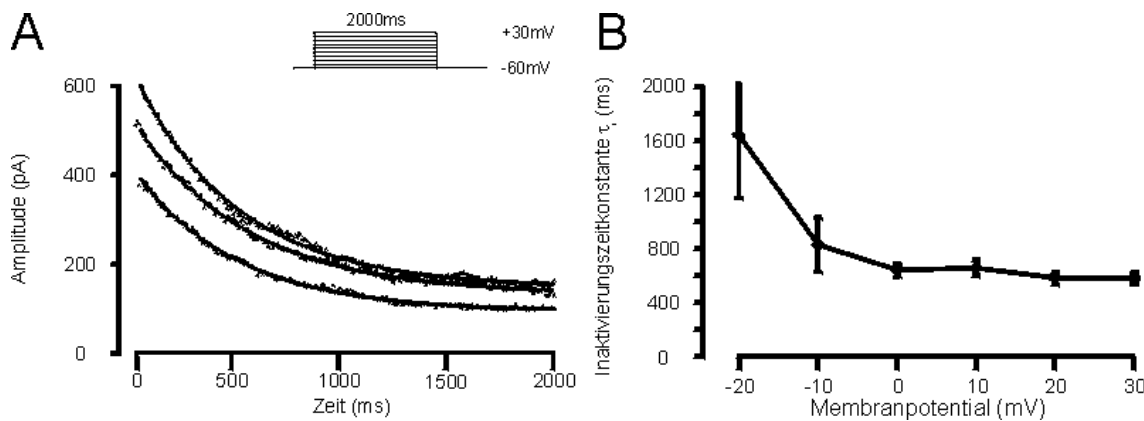 A
2000ms
+30mV
-60mV
Amplitude (pA)
600
400
200
0
0
500
1000
1500
2000
Zeit (ms)
B
Inaktivierungszeitkonstante τi (ms)
2000
1600
1200
800
400
0
-20
-10
0
10
20
30
Membranpotential (mV)